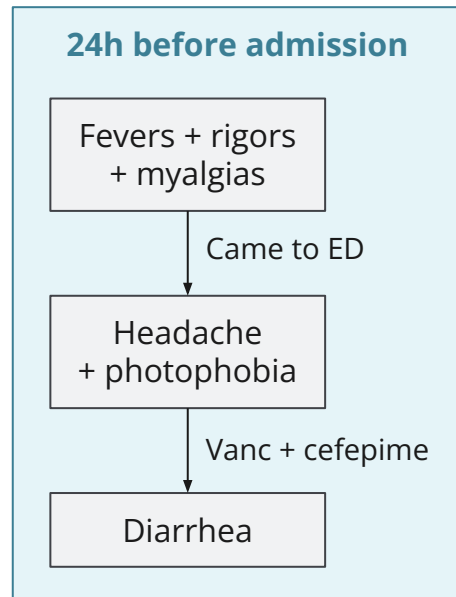 24h before admission
Fevers + rigors
+ myalgias
Came to ED
Headache
+ photophobia
Vanc + cefepime
Diarrhea